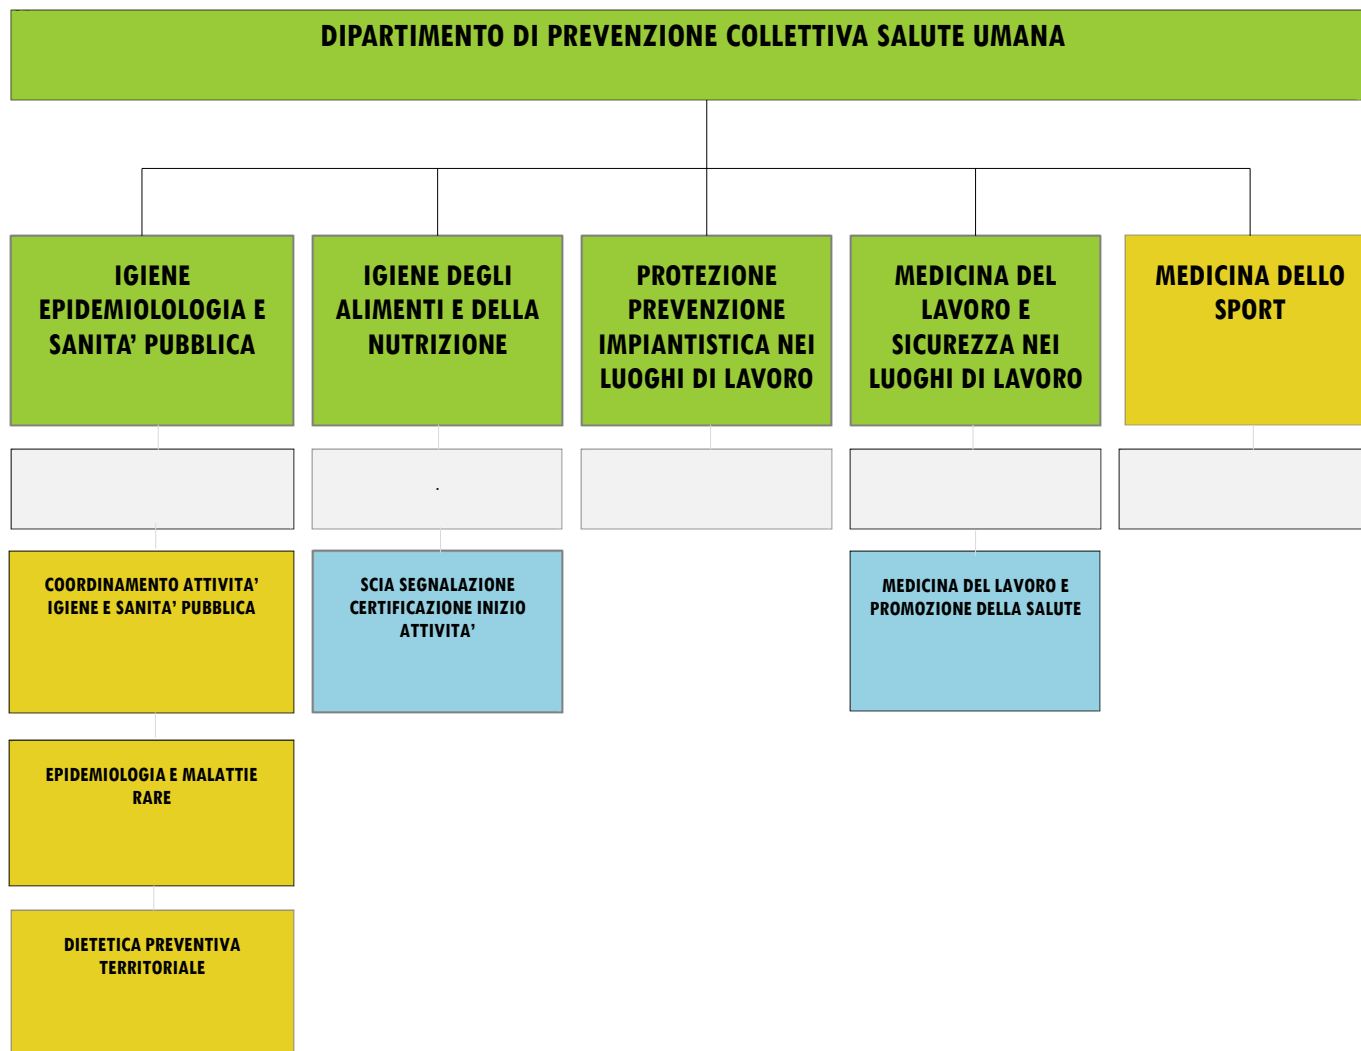 DIPARTIMENTO DI PREVENZIONE COLLETTIVA SALUTE UMANA
IGIENE
EPIDEMIOLOLOGIA E
SANITA’ PUBBLICA
IGIENE DEGLI
ALIMENTI E DELLA
NUTRIZIONE
PROTEZIONE
PREVENZIONE
IMPIANTISTICA NEI
LUOGHI DI LAVORO
MEDICINA DEL
LAVORO E
SICUREZZA NEI
LUOGHI DI LAVORO
MEDICINA DELLO
SPORT
.
COORDINAMENTO ATTIVITA’
IGIENE E SANITA’ PUBBLICA
SCIA SEGNALAZIONE
CERTIFICAZIONE INIZIO
ATTIVITA’
MEDICINA DEL LAVORO E
PROMOZIONE DELLA SALUTE
EPIDEMIOLOGIA E MALATTIE
RARE
DIETETICA PREVENTIVA
TERRITORIALE